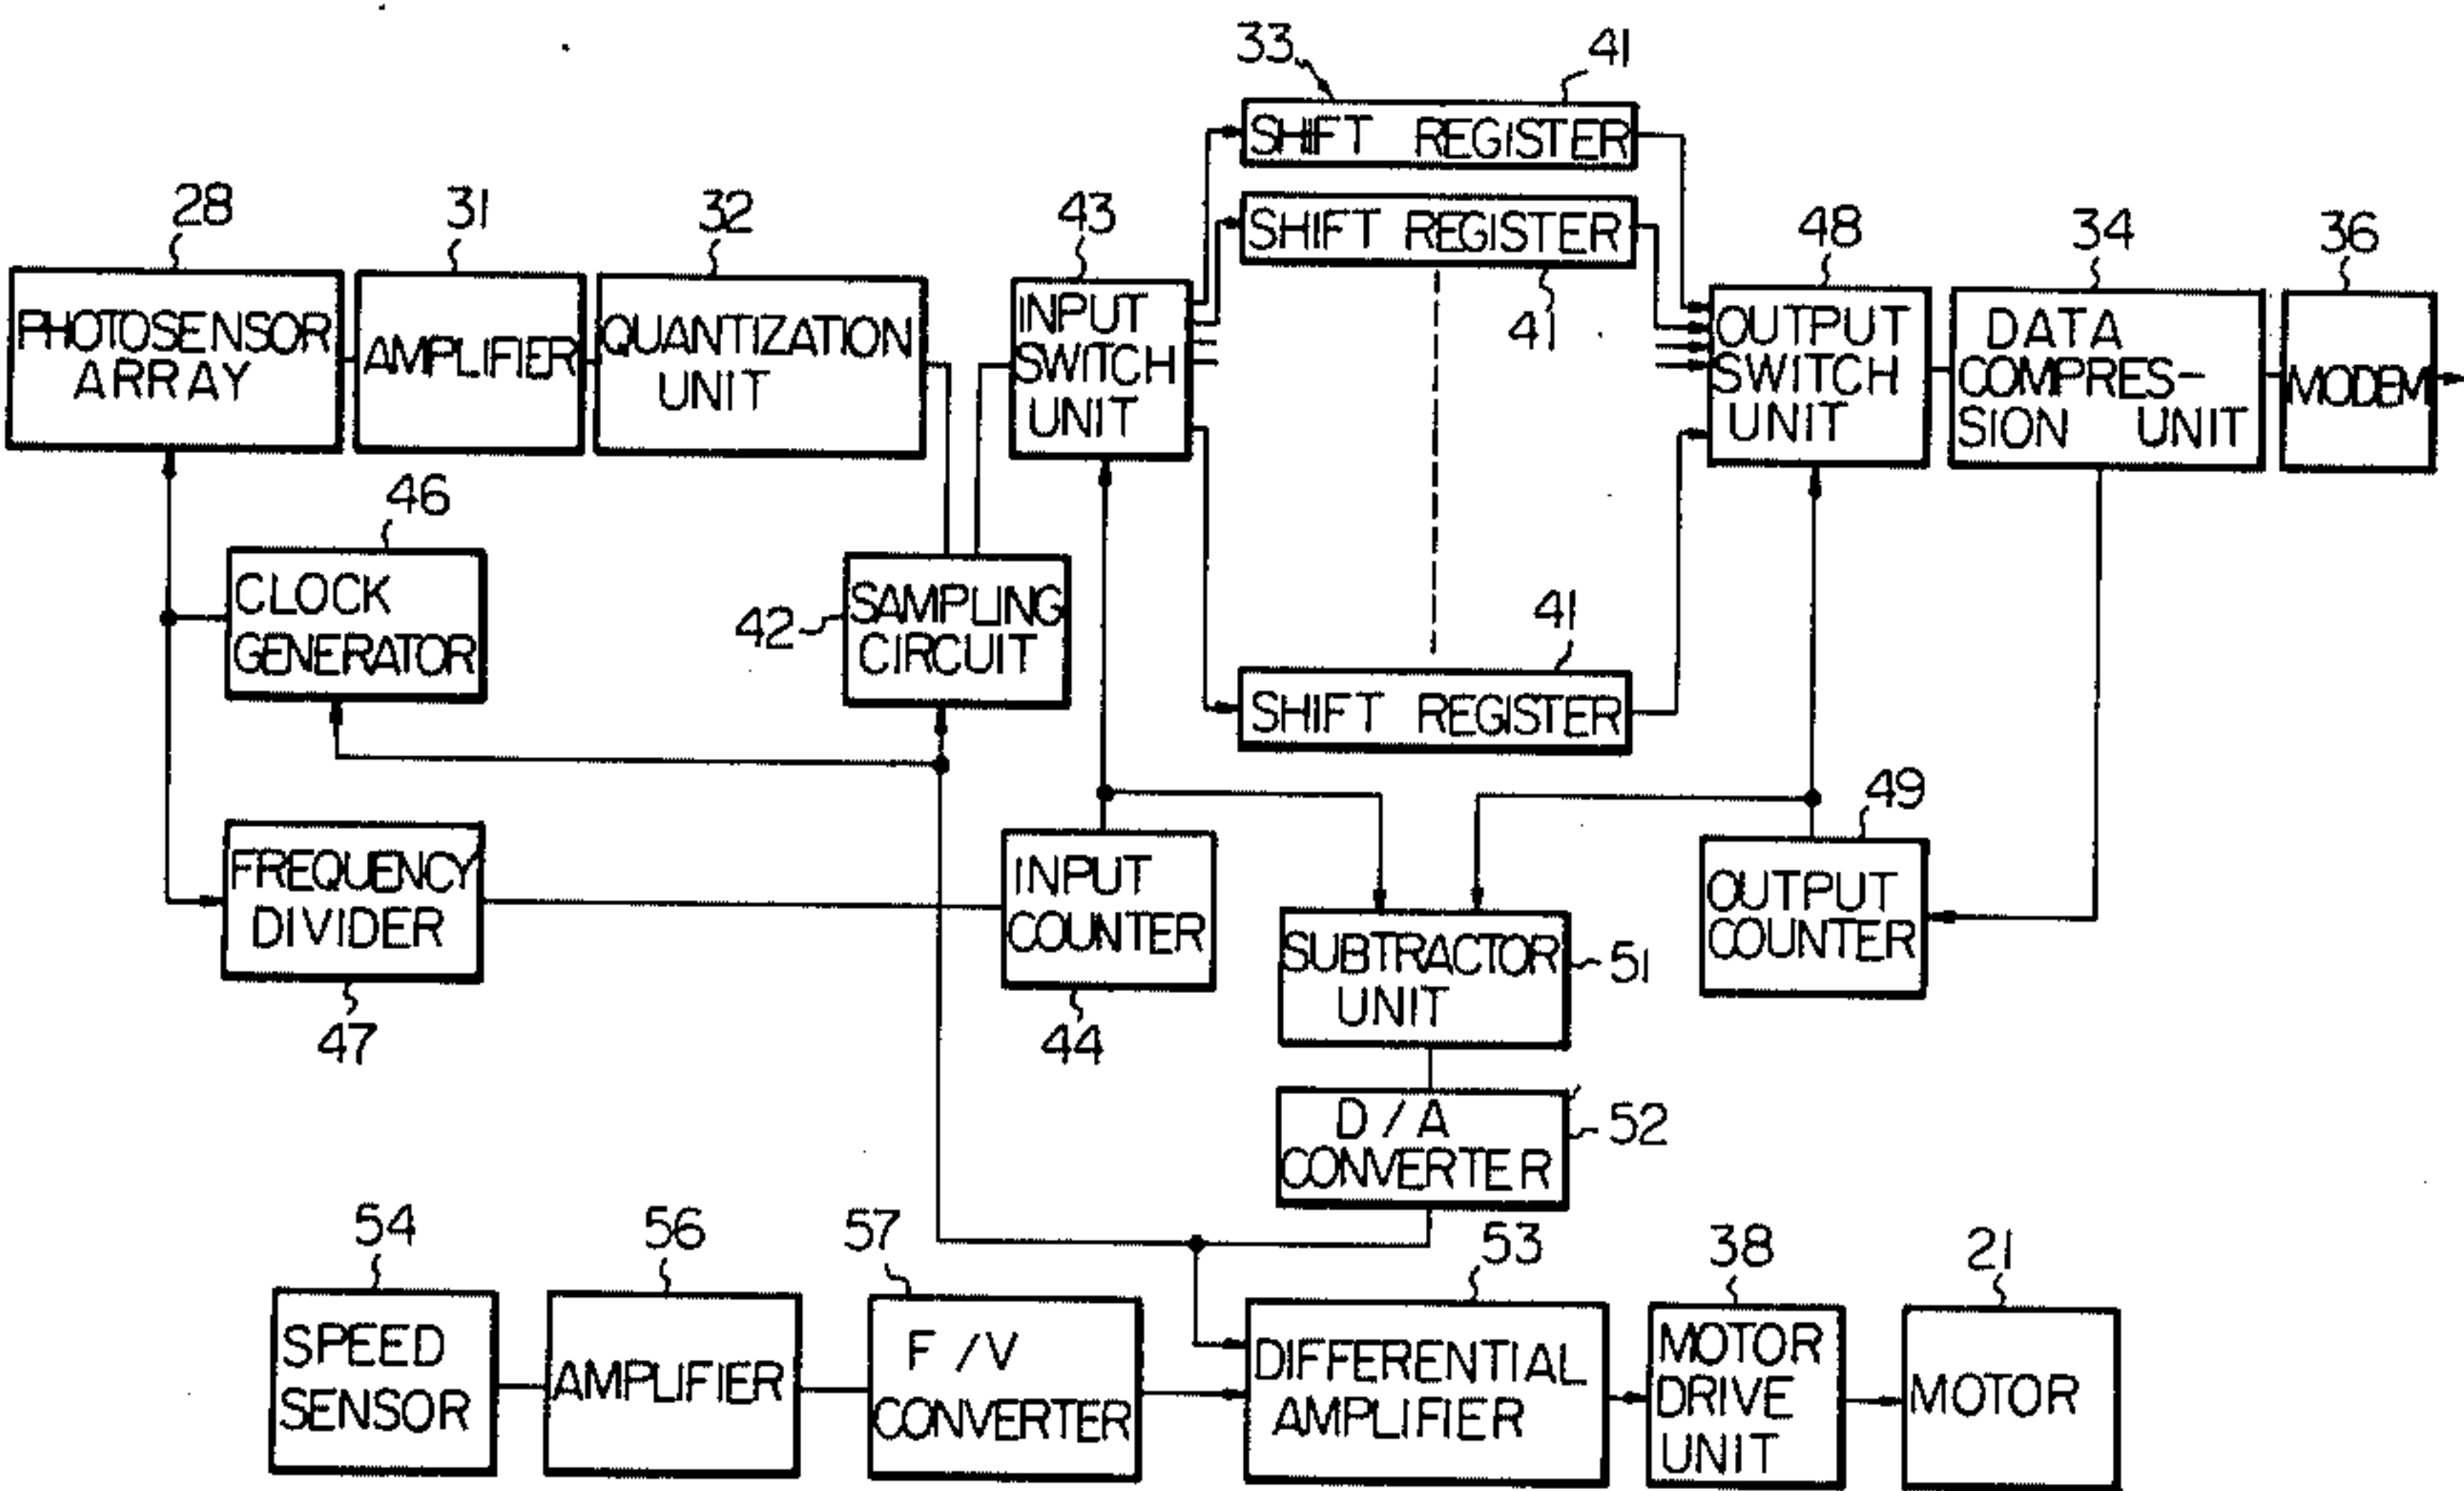 33
41
SHIFT REGISTER
28
31
32
43
SHIFT REGISTER
48
34
36
41
PHOTOSENSOR
ARRAY
AMPLIFIER
QUANTIZATION
UNIT
INPUT
SWITCH
UNIT
OUTPUT
SWITCH
UNIT
DATA
COMPRES-
SION UNIT
MODEM
46
CLOCK
GENERATOR
42
SAMPLING
CIRCUIT
41
SHIFT REGISTER
49
FREQUENCY
DIVIDER
47
INPUT
COUNTER
44
SUBTRACTOR
UNIT
51
OUTPUT
COUNTER
D/A
CONVERTER
52
54
56
57
53
38
21
SPEED
SENSOR
AMPLIFIER
F/V
CONVERTER
DIFFERENTIAL
AMPLIFIER
MOTOR
DRIVE
UNIT
MOTOR